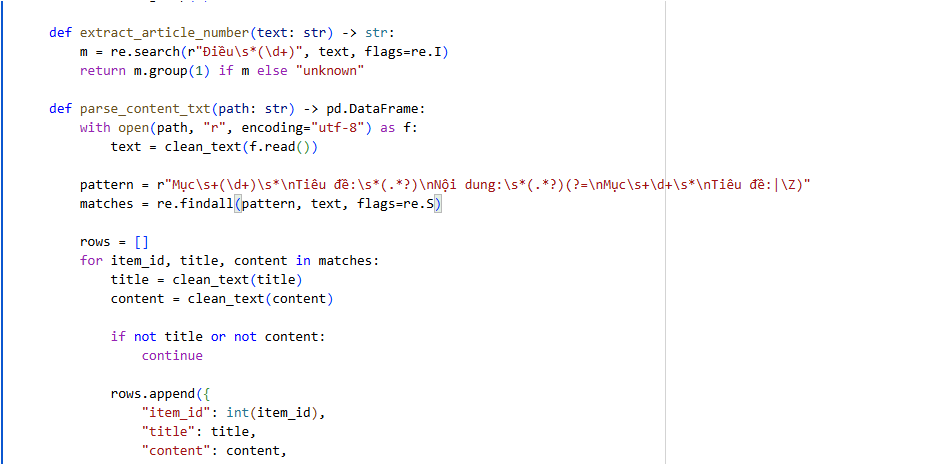 def extract_article_number(text: str) -> str:
    m = re.search(r"Điều\s*(\d+)", text, flags=re.I)
    return m.group(1) if m else "unknown"

def parse_content_txt(path: str) -> pd.DataFrame:
    with open(path, "r", encoding="utf-8") as f:
        text = clean_text(f.read())

    pattern = r"Mục\s+(\d+)\s*\nTiêu đề:\s*(.*?)\nNội dung:\s*(.*?)(?=\nMục\s+\d+\s*\nTiêu đề:|\Z)"
    matches = re.findall(pattern, text, flags=re.S)

    rows = []
    for item_id, title, content in matches:
        title = clean_text(title)
        content = clean_text(content)

        if not title or not content:
            continue

        rows.append({
            "item_id": int(item_id),
            "title": title,
            "content": content,